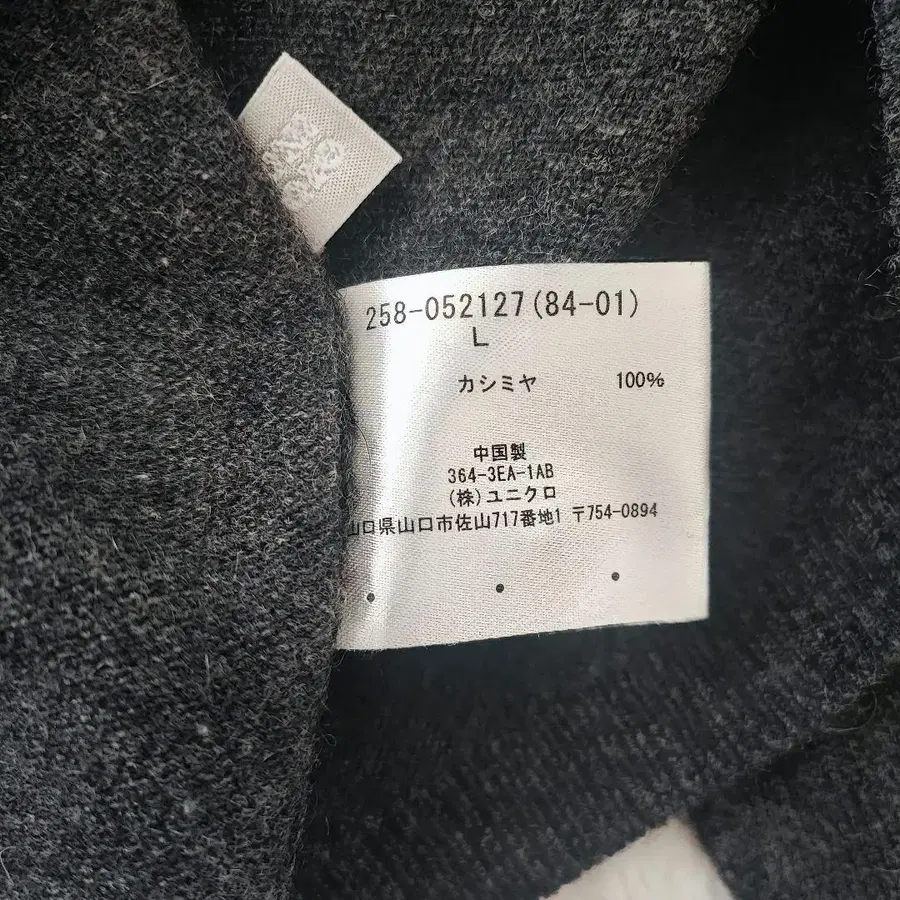 258-052127(84-01)
L
カシミヤ 100%
中国製
364-3EA-1AB
(株)ユニクロ
山口県山口市佐山717番地1 〒754-0894